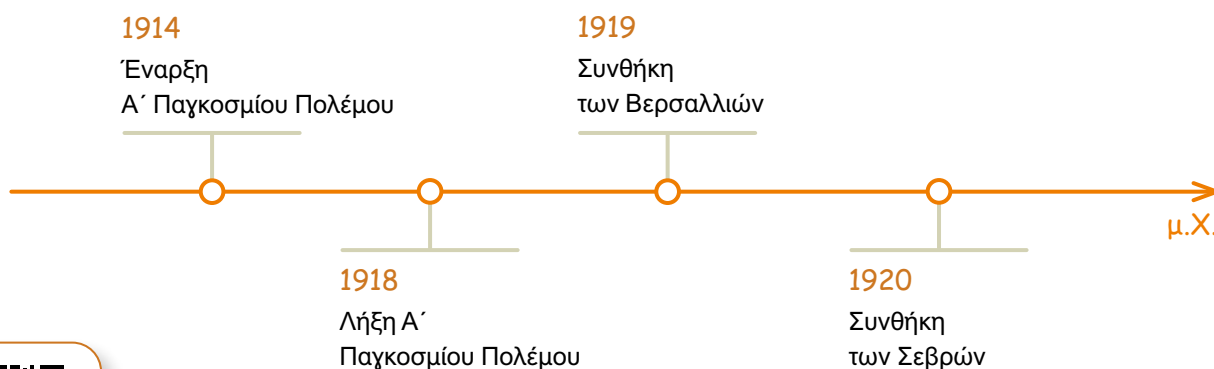 1914
Έναρξη
Α΄ Παγκοσμίου Πολέμου
1919
Συνθήκη
των Βερσαλλιών
μ.Χ.
1918
Λήξη Α΄
Παγκοσμίου Πολέμου
1920
Συνθήκη
των Σεβρών